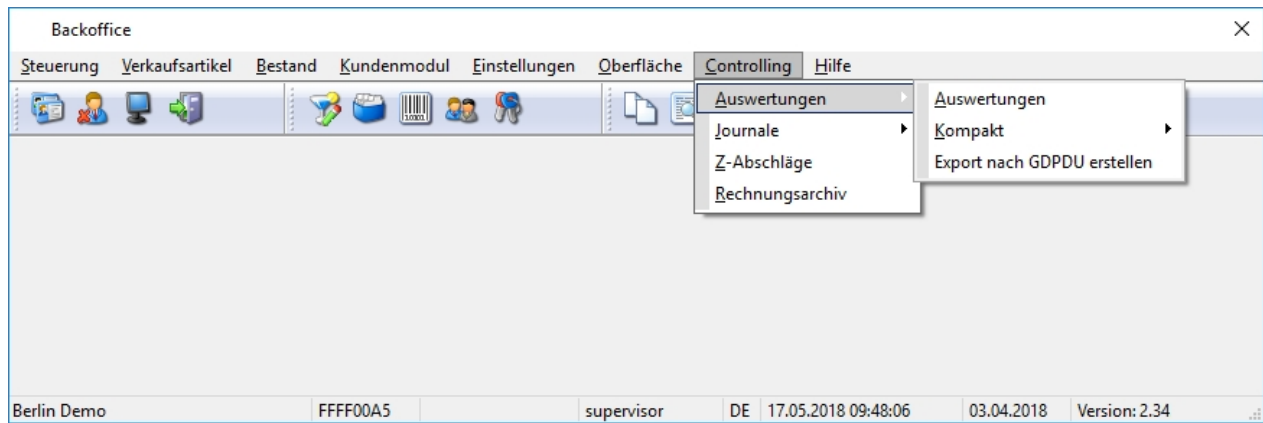 Backoffice
Steuerung Verkaufsartikel Bestand Kundenmodul Einstellungen Oberfläche Controlling Hilfe
Auswertungen Auswertungen
Journale Kompakt
Z-Abschläge Export nach GDPDU erstellen
Rechnungsarchiv
Berlin Demo FFFF00A5 supervisor DE 17.05.2018 09:48:06 03.04.2018 Version: 2.34